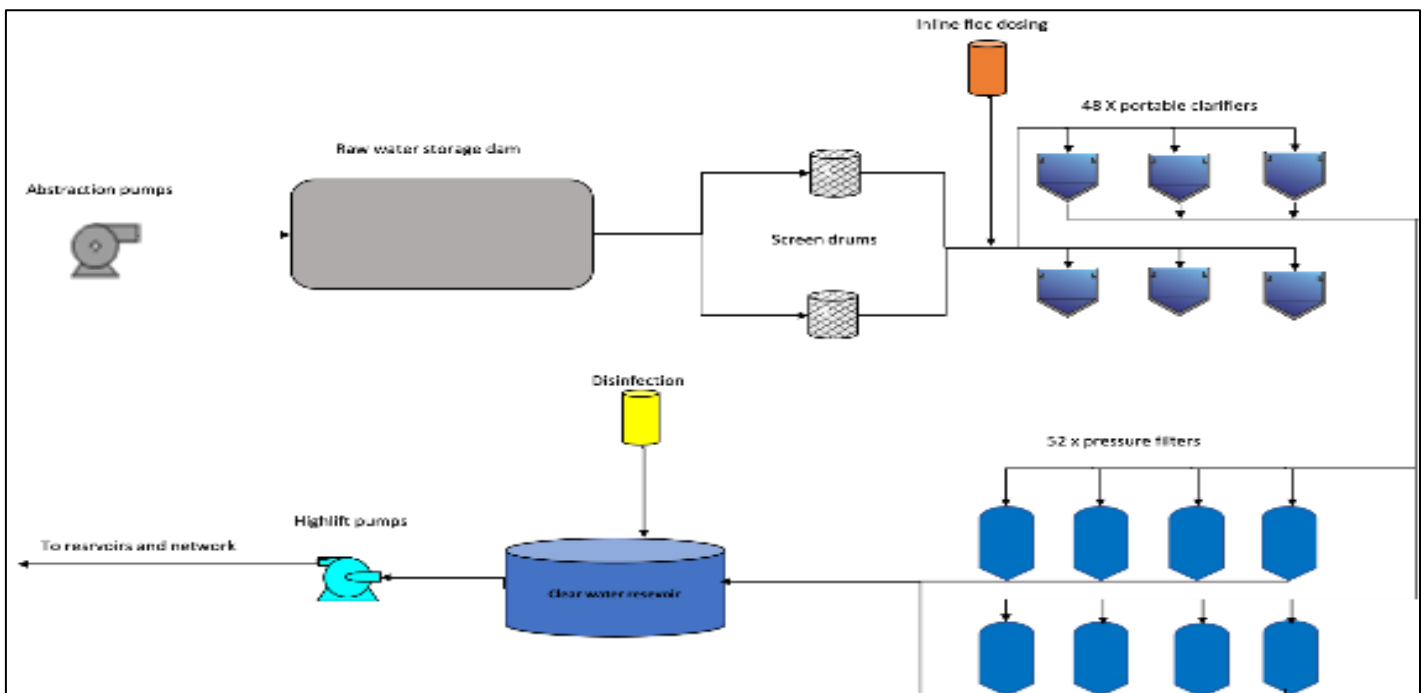 Inline floc dosing
48 X portable clarifiers
Raw water storage dam
Abstraction pumps
Screen drums
Disinfection
52 x pressure filters
Highlift pumps
To resrvoirs and network
Clear water resevoir